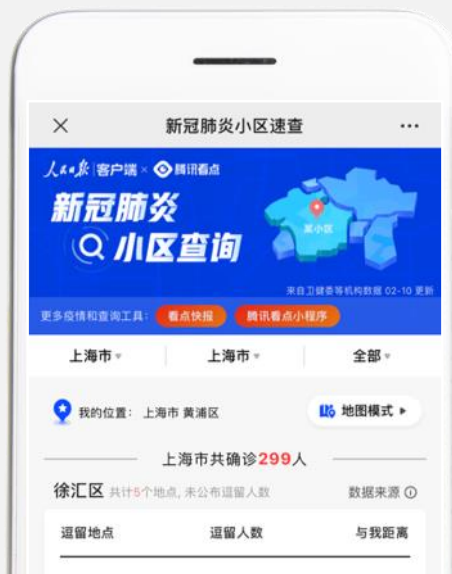 新冠肺炎小区速查
人民日报 客户端 × 腾讯看点
新冠肺炎
小区查询
某小区
来自卫健委等机构数据 02-10 更新
更多疫情和查询工具： 看点快报 腾讯看点小程序
上海市 上海市 全部
我的位置： 上海市 黄浦区 地图模式
上海市共确诊299人
徐汇区 共计5个地点, 未公布逗留人数 数据来源
逗留地点 逗留人数 与我距离